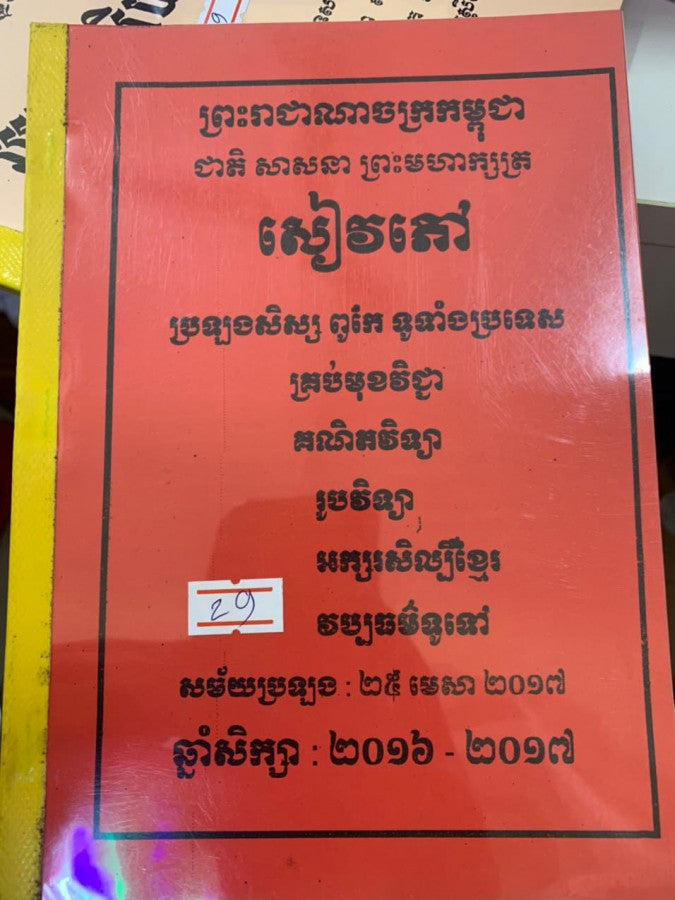 ព្រះរាជាណាចក្រកម្ពុជា
ជាតិ សាសនា ព្រះមហាក្សត្រ
សៀវភៅ
ប្រឡងសិស្ស ពូកែ ទូទាំងប្រទេស
គ្រប់មុខវិជ្ជា
គណិតវិទ្យា
រូបវិទ្យា
អក្សរសិល្ប៍ខ្មែរ
29
វប្បធម៌ទូទៅ
សម័យប្រឡង : ២៥ មេសា ២០១៧
ឆ្នាំសិក្សា : ២០១៦ - ២០១៧